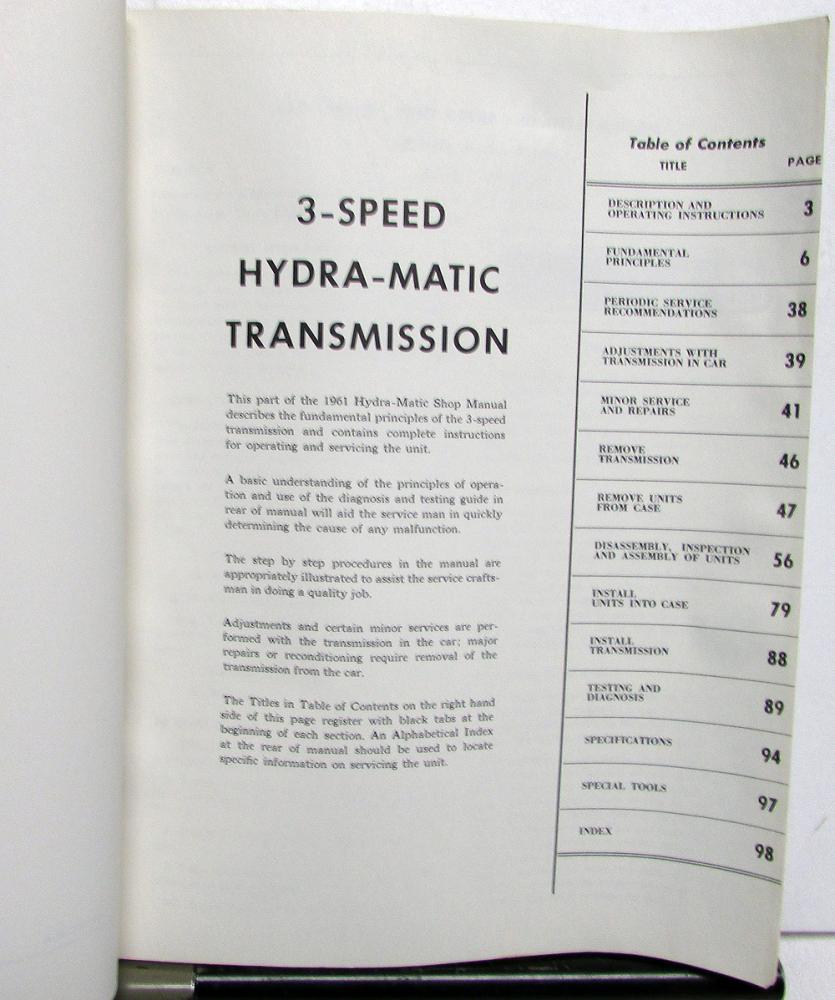 3-SPEED
HYDRA-MATIC
TRANSMISSION
This part of the 1961 Hydra-Matic Shop Manual
describes the fundamental principles of the 3-speed
transmission and contains complete instructions
for operating and servicing the unit.
A basic understanding of the principles of opera-
tion and use of the diagnosis and testing guide in
rear of manual will aid the service man in quickly
determining the cause of any malfunction.
The step by step procedures in the manual are
appropriately illustrated to assist the service crafts-
man in doing a quality job.
Adjustments and certain minor services are per-
formed with the transmission in the car; major
repairs or reconditioning require removal of the
transmission from the car.
The Titles in Table of Contents on the right hand
side of this page register with black tabs at the
beginning of each section. An Alphabetical Index
at the rear of manual should be used to locate
specific information on servicing the unit.
Table of Contents
TITLE PAGE
DESCRIPTION AND
OPERATING INSTRUCTIONS 3
FUNDAMENTAL
PRINCIPLES 6
PERIODIC SERVICE
RECOMMENDATIONS 38
ADJUSTMENTS WITH
TRANSMISSION IN CAR 39
MINOR SERVICE
AND REPAIRS 41
REMOVE
TRANSMISSION 46
REMOVE UNITS
FROM CASE 47
DISASSEMBLY, INSPECTION
AND ASSEMBLY OF UNITS 56
INSTALL
UNITS INTO CASE 79
INSTALL
TRANSMISSION 88
TESTING AND
DIAGNOSIS 89
SPECIFICATIONS 94
SPECIAL TOOLS 97
INDEX 98